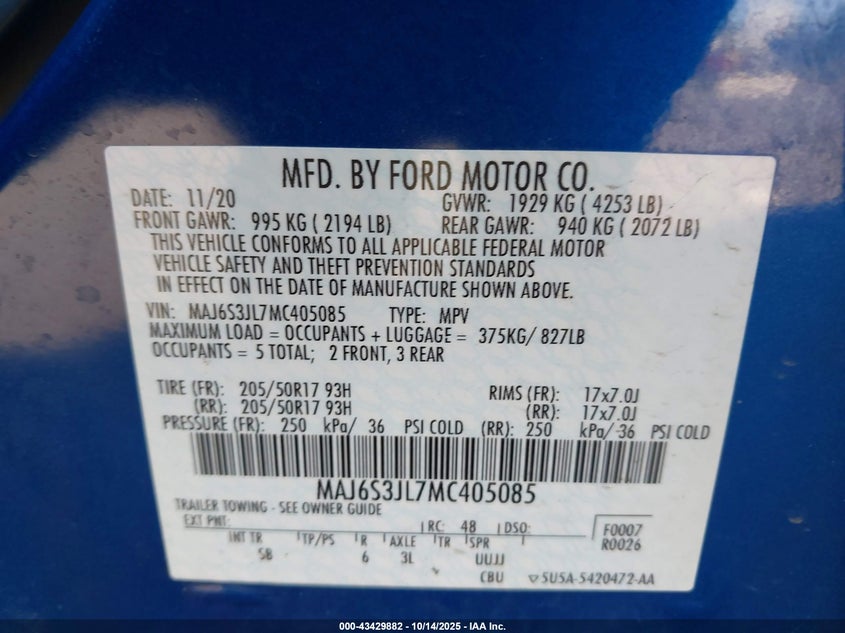 MFD. BY FORD MOTOR CO.
DATE: 11/20 GVWR: 1929 KG ( 4253 LB)
FRONT GAWR: 995 KG ( 2194 LB) REAR GAWR: 940 KG ( 2072 LB)
THIS VEHICLE CONFORMS TO ALL APPLICABLE FEDERAL MOTOR
VEHICLE SAFETY AND THEFT PREVENTION STANDARDS
IN EFFECT ON THE DATE OF MANUFACTURE SHOWN ABOVE.
VIN: MAJ6S3JL7MC405085 TYPE: MPV
MAXIMUM LOAD = OCCUPANTS + LUGGAGE = 375KG/ 827LB
OCCUPANTS = 5 TOTAL; 2 FRONT, 3 REAR
TIRE (FR): 205/50R17 93H RIMS (FR): 17x7.0J
(RR): 205/50R17 93H (RR): 17x7.0J
PRESSURE (FR): 250 kPa/ 36 PSI COLD (RR): 250 kPa/ 36 PSI COLD
MAJ6S3JL7MC405085
TRAILER TOWING - SEE OWNER GUIDE
EXT PNT: RC: 48 DSO: F0007
R0026
INT TR TP/PS R AXLE TR SPR
SB 6 3L UUJJ
CBU 5U5A-5420472-AA
000-43429882 - 10/14/2025 - IAA Inc.